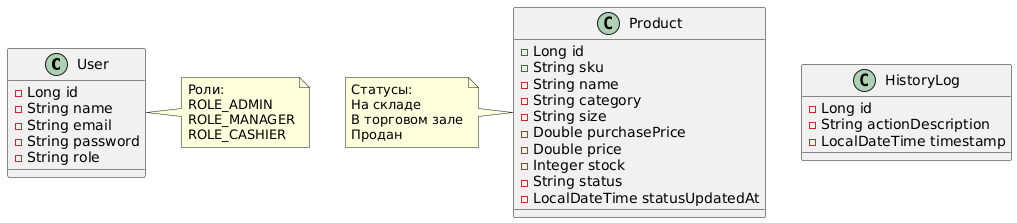 C User
Long id
String name
String email
String password
String role
Роли:
ROLE_ADMIN
ROLE_MANAGER
ROLE_CASHIER
Статусы:
На складе
В торговом зале
Продан
C Product
Long id
String sku
String name
String category
String size
Double purchasePrice
Double price
Integer stock
String status
LocalDateTime statusUpdatedAt
C HistoryLog
Long id
String actionDescription
LocalDateTime timestamp